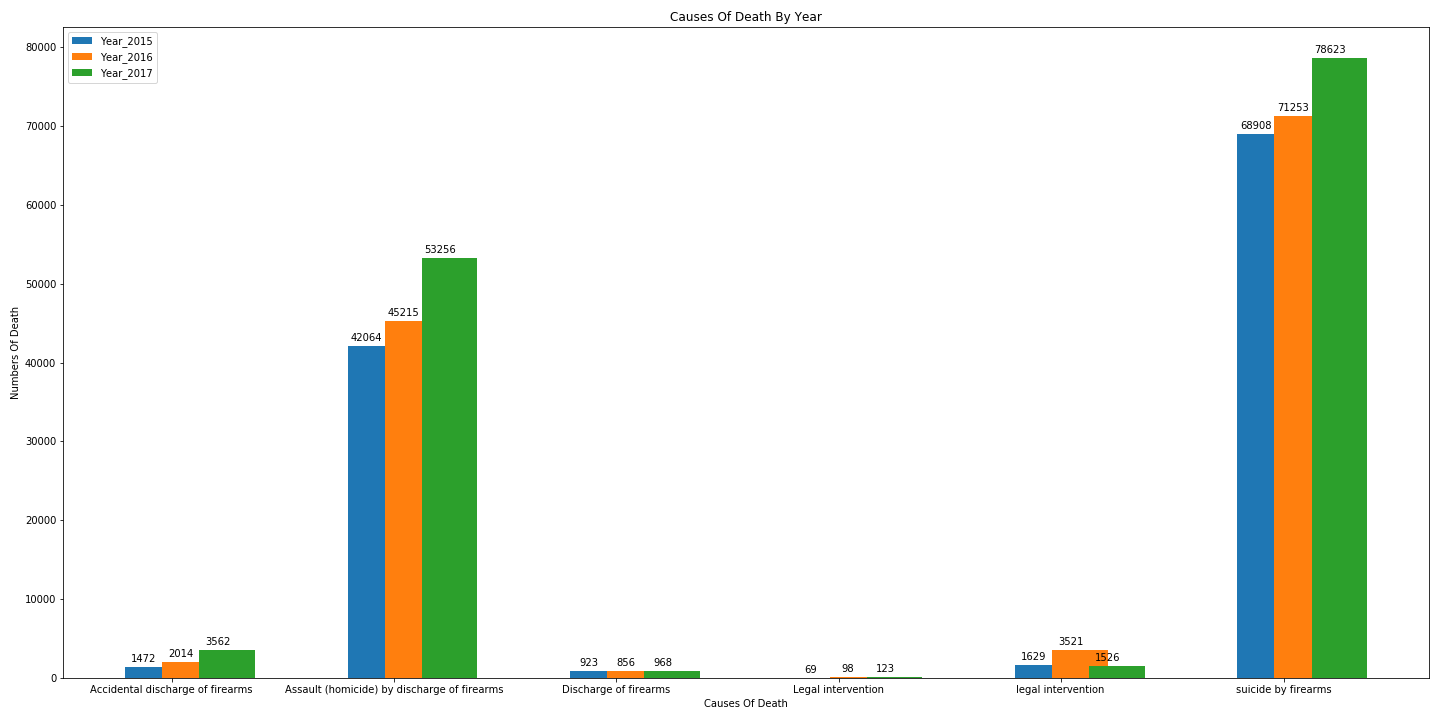 Causes Of Death By Year
Year_2015
Year_2016
Year_2017
Numbers Of Death
80000
70000
60000
50000
40000
30000
20000
10000
0
1472
2014
3562
42064
45215
53256
923
856
968
69
98
123
1629
3521
1526
68908
71253
78623
Accidental discharge of firearms
Assault (homicide) by discharge of firearms
Discharge of firearms
Legal intervention
legal intervention
suicide by firearms
Causes Of Death